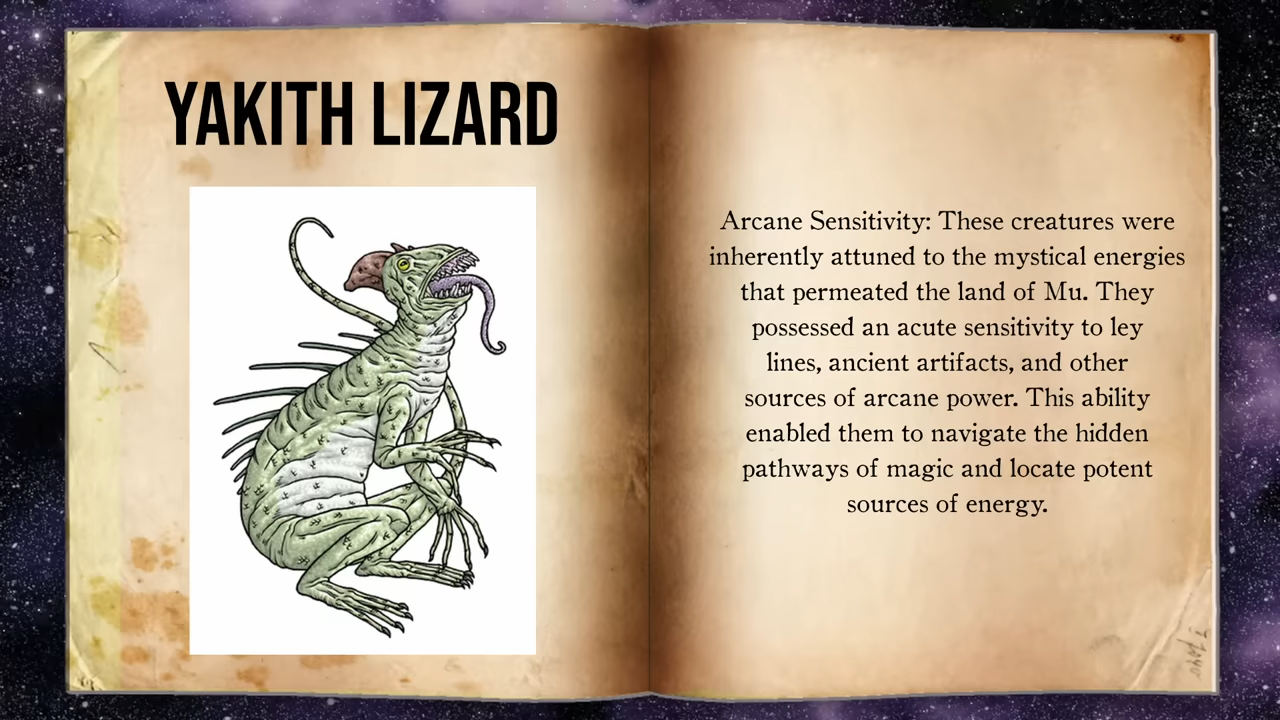 YAKITH LIZARD
Arcane Sensitivity: These creatures were
inherently attuned to the mystical energies
that permeated the land of Mu. They
possessed an acute sensitivity to ley
lines, ancient artifacts, and other
sources of arcane power. This ability
enabled them to navigate the hidden
pathways of magic and locate potent
sources of energy.